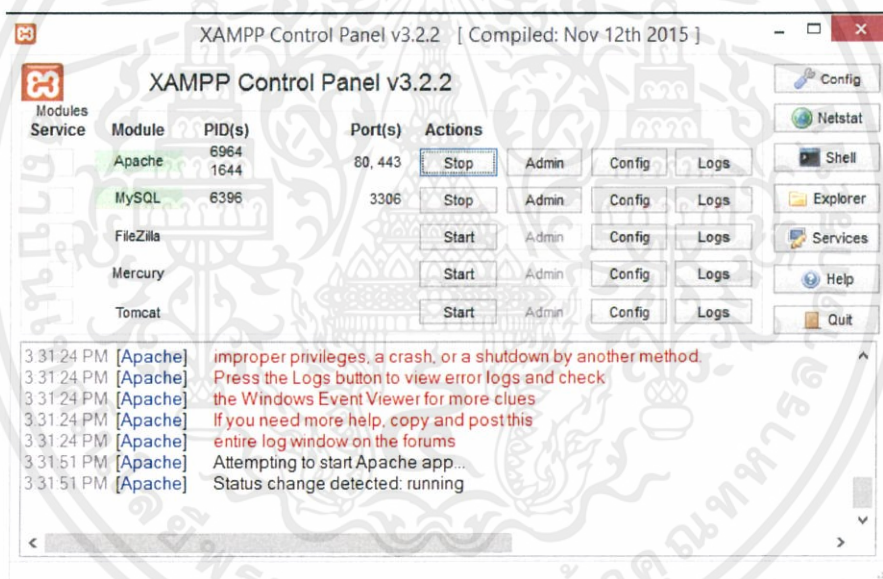 XAMPP Control Panel v3.2.2 [ Compiled: Nov 12th 2015 ]
XAMPP Control Panel v3.2.2
Config
Modules
Service Module PID(s) Port(s) Actions
Netstat
Apache 6964 1644 80, 443 Stop Admin Config Logs
Shell
MySQL 6396 3306 Stop Admin Config Logs
Explorer
FileZilla Start Admin Config Logs
Services
Mercury Start Admin Config Logs
Help
Tomcat Start Admin Config Logs
Quit
3 31 24 PM [Apache] improper privileges, a crash, or a shutdown by another method.
3 31 24 PM [Apache] Press the Logs button to view error logs and check
3 31 24 PM [Apache] the Windows Event Viewer for more clues
3 31 24 PM [Apache] If you need more help, copy and post this
3 31 24 PM [Apache] entire log window on the forums
3 31 51 PM [Apache] Attempting to start Apache app...
3 31 51 PM [Apache] Status change detected: running